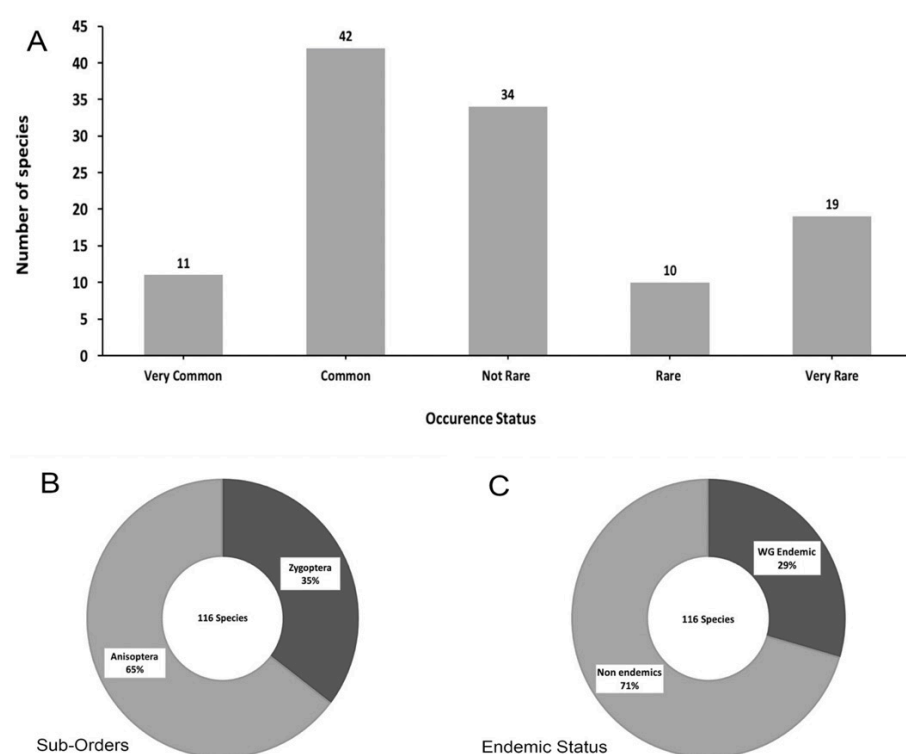 A
Number of species
45
40
35
30
25
20
15
10
5
0
11
42
34
10
19
Very Common
Common
Not Rare
Rare
Very Rare
Occurence Status
B
Zygoptera
35%
116 Species
Anisoptera
65%
Sub-Orders
C
WG Endemic
29%
116 Species
Non endemics
71%
Endemic Status